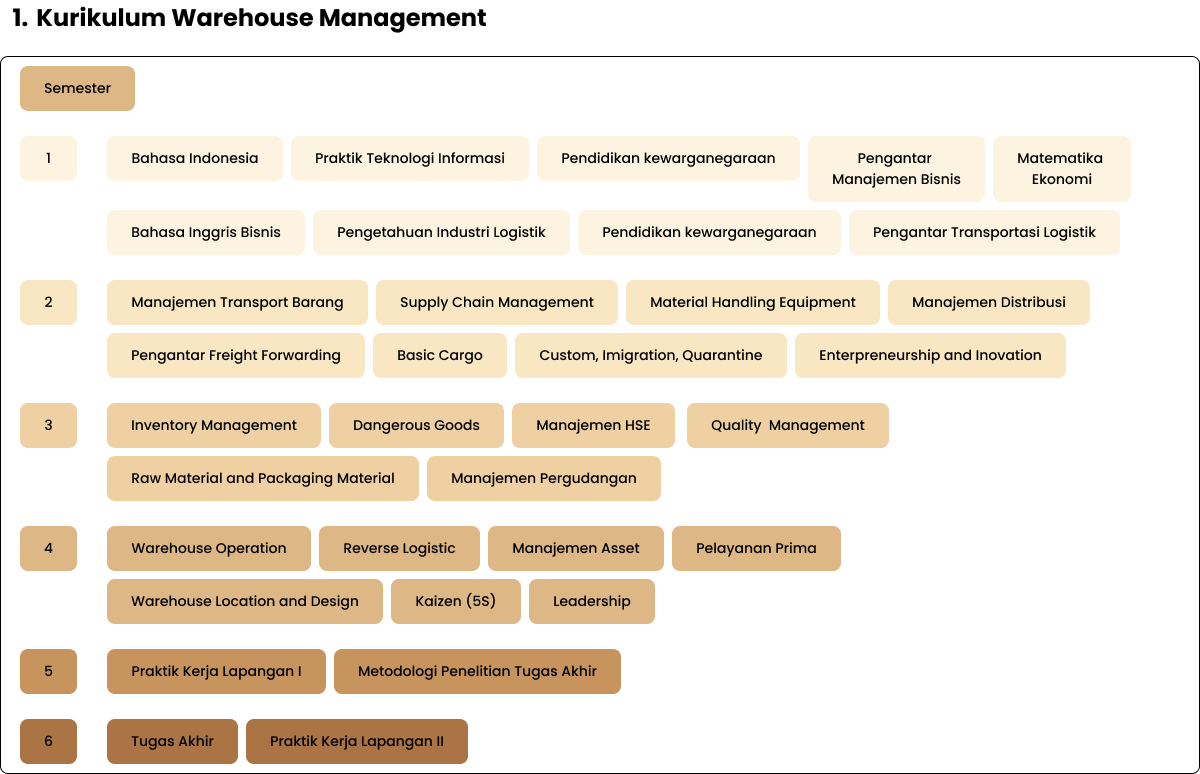 1. Kurikulum Warehouse Management
Semester
1
Bahasa Indonesia
Praktik Teknologi Informasi
Pendidikan kewarganegaraan
Pengantar
Manajemen Bisnis
Matematika
Ekonomi
Bahasa Inggris Bisnis
Pengetahuan Industri Logistik
Pendidikan kewarganegaraan
Pengantar Transportasi Logistik
2
Manajemen Transport Barang
Supply Chain Management
Material Handling Equipment
Manajemen Distribusi
Pengantar Freight Forwarding
Basic Cargo
Custom, Imigration, Quarantine
Enterpreneurship and Inovation
3
Inventory Management
Dangerous Goods
Manajemen HSE
Quality  Management
Raw Material and Packaging Material
Manajemen Pergudangan
4
Warehouse Operation
Reverse Logistic
Manajemen Asset
Pelayanan Prima
Warehouse Location and Design
Kaizen (5S)
Leadership
5
Praktik Kerja Lapangan I
Metodologi Penelitian Tugas Akhir
6
Tugas Akhir
Praktik Kerja Lapangan II